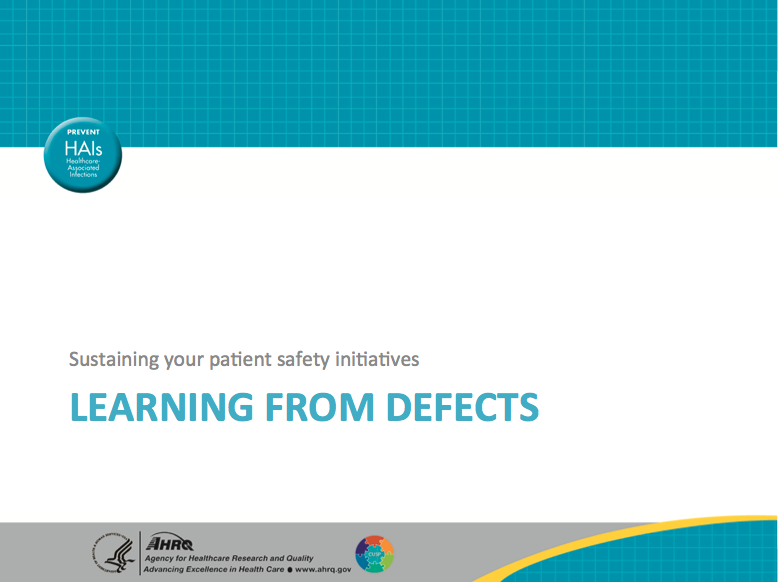 PREVENT
HAIs
Healthcare-
Associated
Infections
Sustaining your patient safety initiatives
LEARNING FROM DEFECTS
AHRQ
Agency for Healthcare Research and Quality
Advancing Excellence in Health Care ● www.ahrq.gov
CUSP